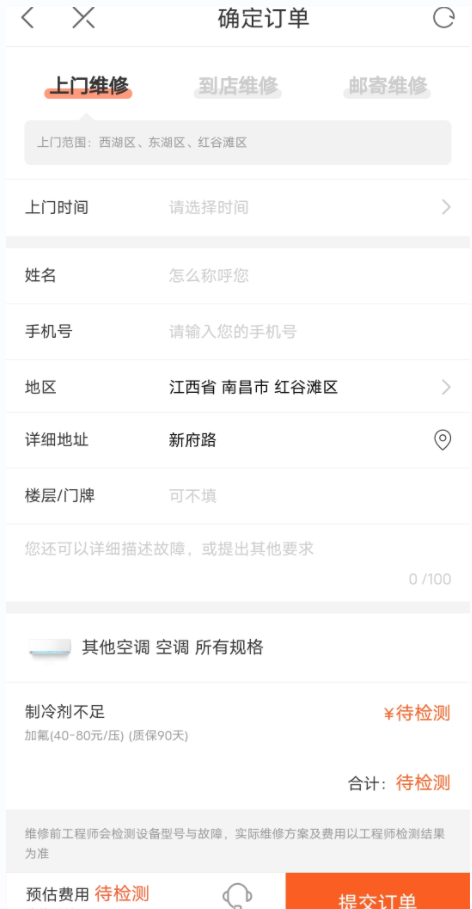 确定订单
上门维修 到店维修 邮寄维修
上门范围：西湖区、东湖区、红谷滩区
上门时间 请选择时间
姓名 怎么称呼您
手机号 请输入您的手机号
地区 江西省 南昌市 红谷滩区
详细地址 新府路
楼层/门牌 可不填
您还可以详细描述故障，或提出其他要求
0 /100
其他空调 空调 所有规格
制冷剂不足 ¥待检测
加氟(40-80元/压) (质保90天)
合计：待检测
维修前工程师会检测设备型号与故障，实际维修方案及费用以工程师检测结果
为准
预估费用 待检测 提交订单